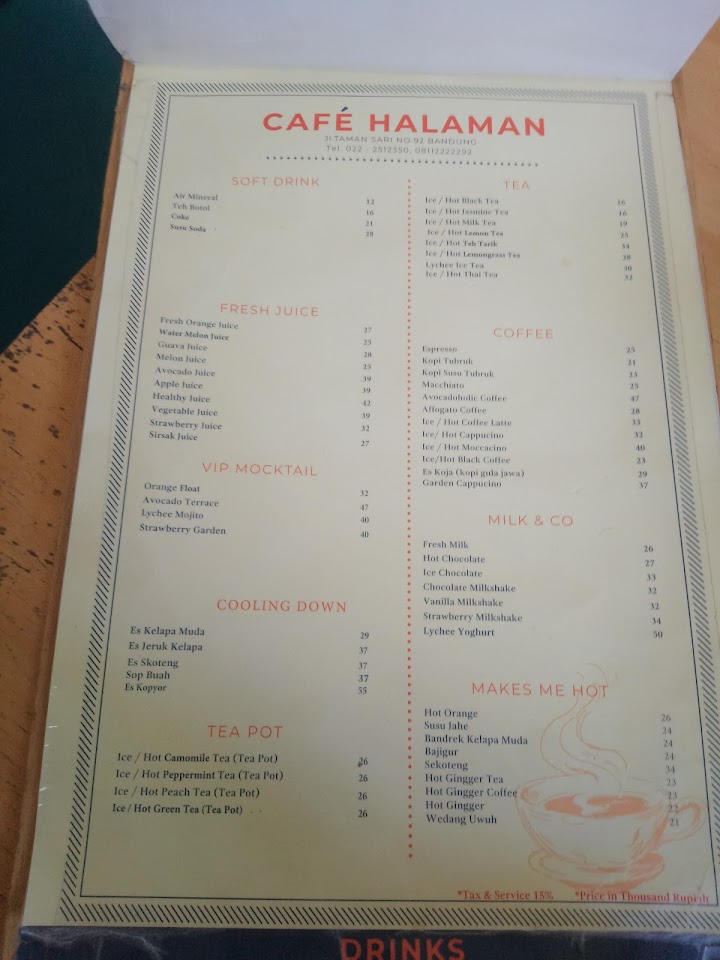 CAFÉ HALAMAN
Jl.TAMAN SARI NO.92 BANDUNG
Tel. 022 - 2512350, 08112222292
SOFT DRINK
Air Mineral 12
Teh Botol 16
Coke 21
Susu Soda 28
FRESH JUICE
Fresh Orange Juice 27
Water Melon Juice 25
Guava Juice 28
Melon Juice 25
Avocado Juice 39
Apple Juice 39
Healthy Juice 42
Vegetable Juice 39
Strawberry Juice 32
Sirsak Juice 27
VIP MOCKTAIL
Orange Float 32
Avocado Terrace 47
Lychee Mojito 40
Strawberry Garden 40
COOLING DOWN
Es Kelapa Muda 29
Es Jeruk Kelapa 37
Es Skoteng 37
Sop Buah 37
Es Kopyor 55
TEA POT
Ice / Hot Camomile Tea (Tea Pot) 26
Ice / Hot Peppermint Tea (Tea Pot) 26
Ice / Hot Peach Tea (Tea Pot) 26
Ice / Hot Green Tea (Tea Pot) 26
TEA
Ice / Hot Black Tea 16
Ice / Hot Jasmine Tea 16
Ice / Hot Milk Tea 19
Ice / Hot Lemon Tea 25
Ice / Hot Teh Tarik 34
Ice / Hot Lemongrass Tea 28
Lychee Ice Tea 30
Ice / Hot Thai Tea 32
COFFEE
Espresso 25
Kopi Tubruk 21
Kopi Susu Tubruk 23
Macchiato 25
Avocadoholic Coffee 47
Affogato Coffee 28
Ice / Hot Coffee Latte 33
Ice/ Hot Cappucino 32
Ice / Hot Moccacino 40
Ice/Hot Black Coffee 23
Es Koja (kopi gula jawa) 29
Garden Cappucino 37
MILK & CO
Fresh Milk 26
Hot Chocolate 27
Ice Chocolate 33
Chocolate Milkshake 32
Vanilla Milkshake 32
Strawberry Milkshake 34
Lychee Yoghurt 50
MAKES ME HOT
Hot Orange 26
Susu Jahe 24
Bandrek Kelapa Muda 24
Bajigur 24
Sekoteng 34
Hot Gingger Tea 23
Hot Gingger Coffee 23
Hot Gingger 22
Wedang Uwuh 21
*Tax & Service 15% *Price in Thousand Rupiah
DRINKS